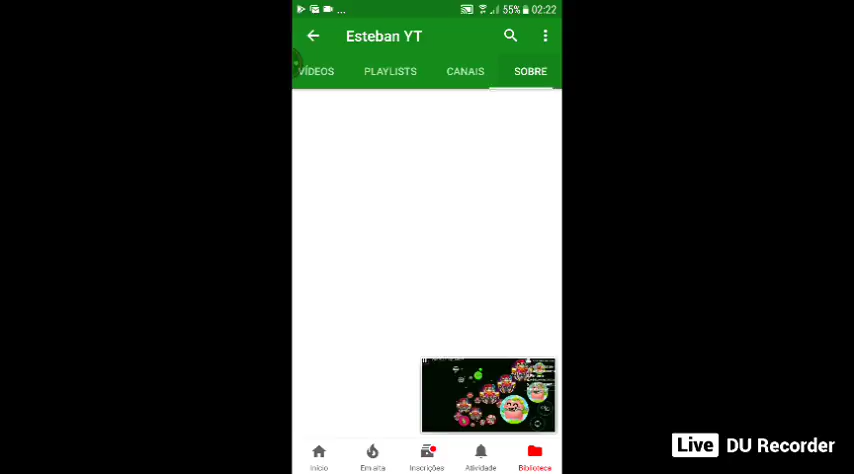 ... 55% 02:22
Esteban YT
VÍDEOS PLAYLISTS CANAIS SOBRE
Início Em alta Inscrições Atividade Biblioteca
Live DU Recorder